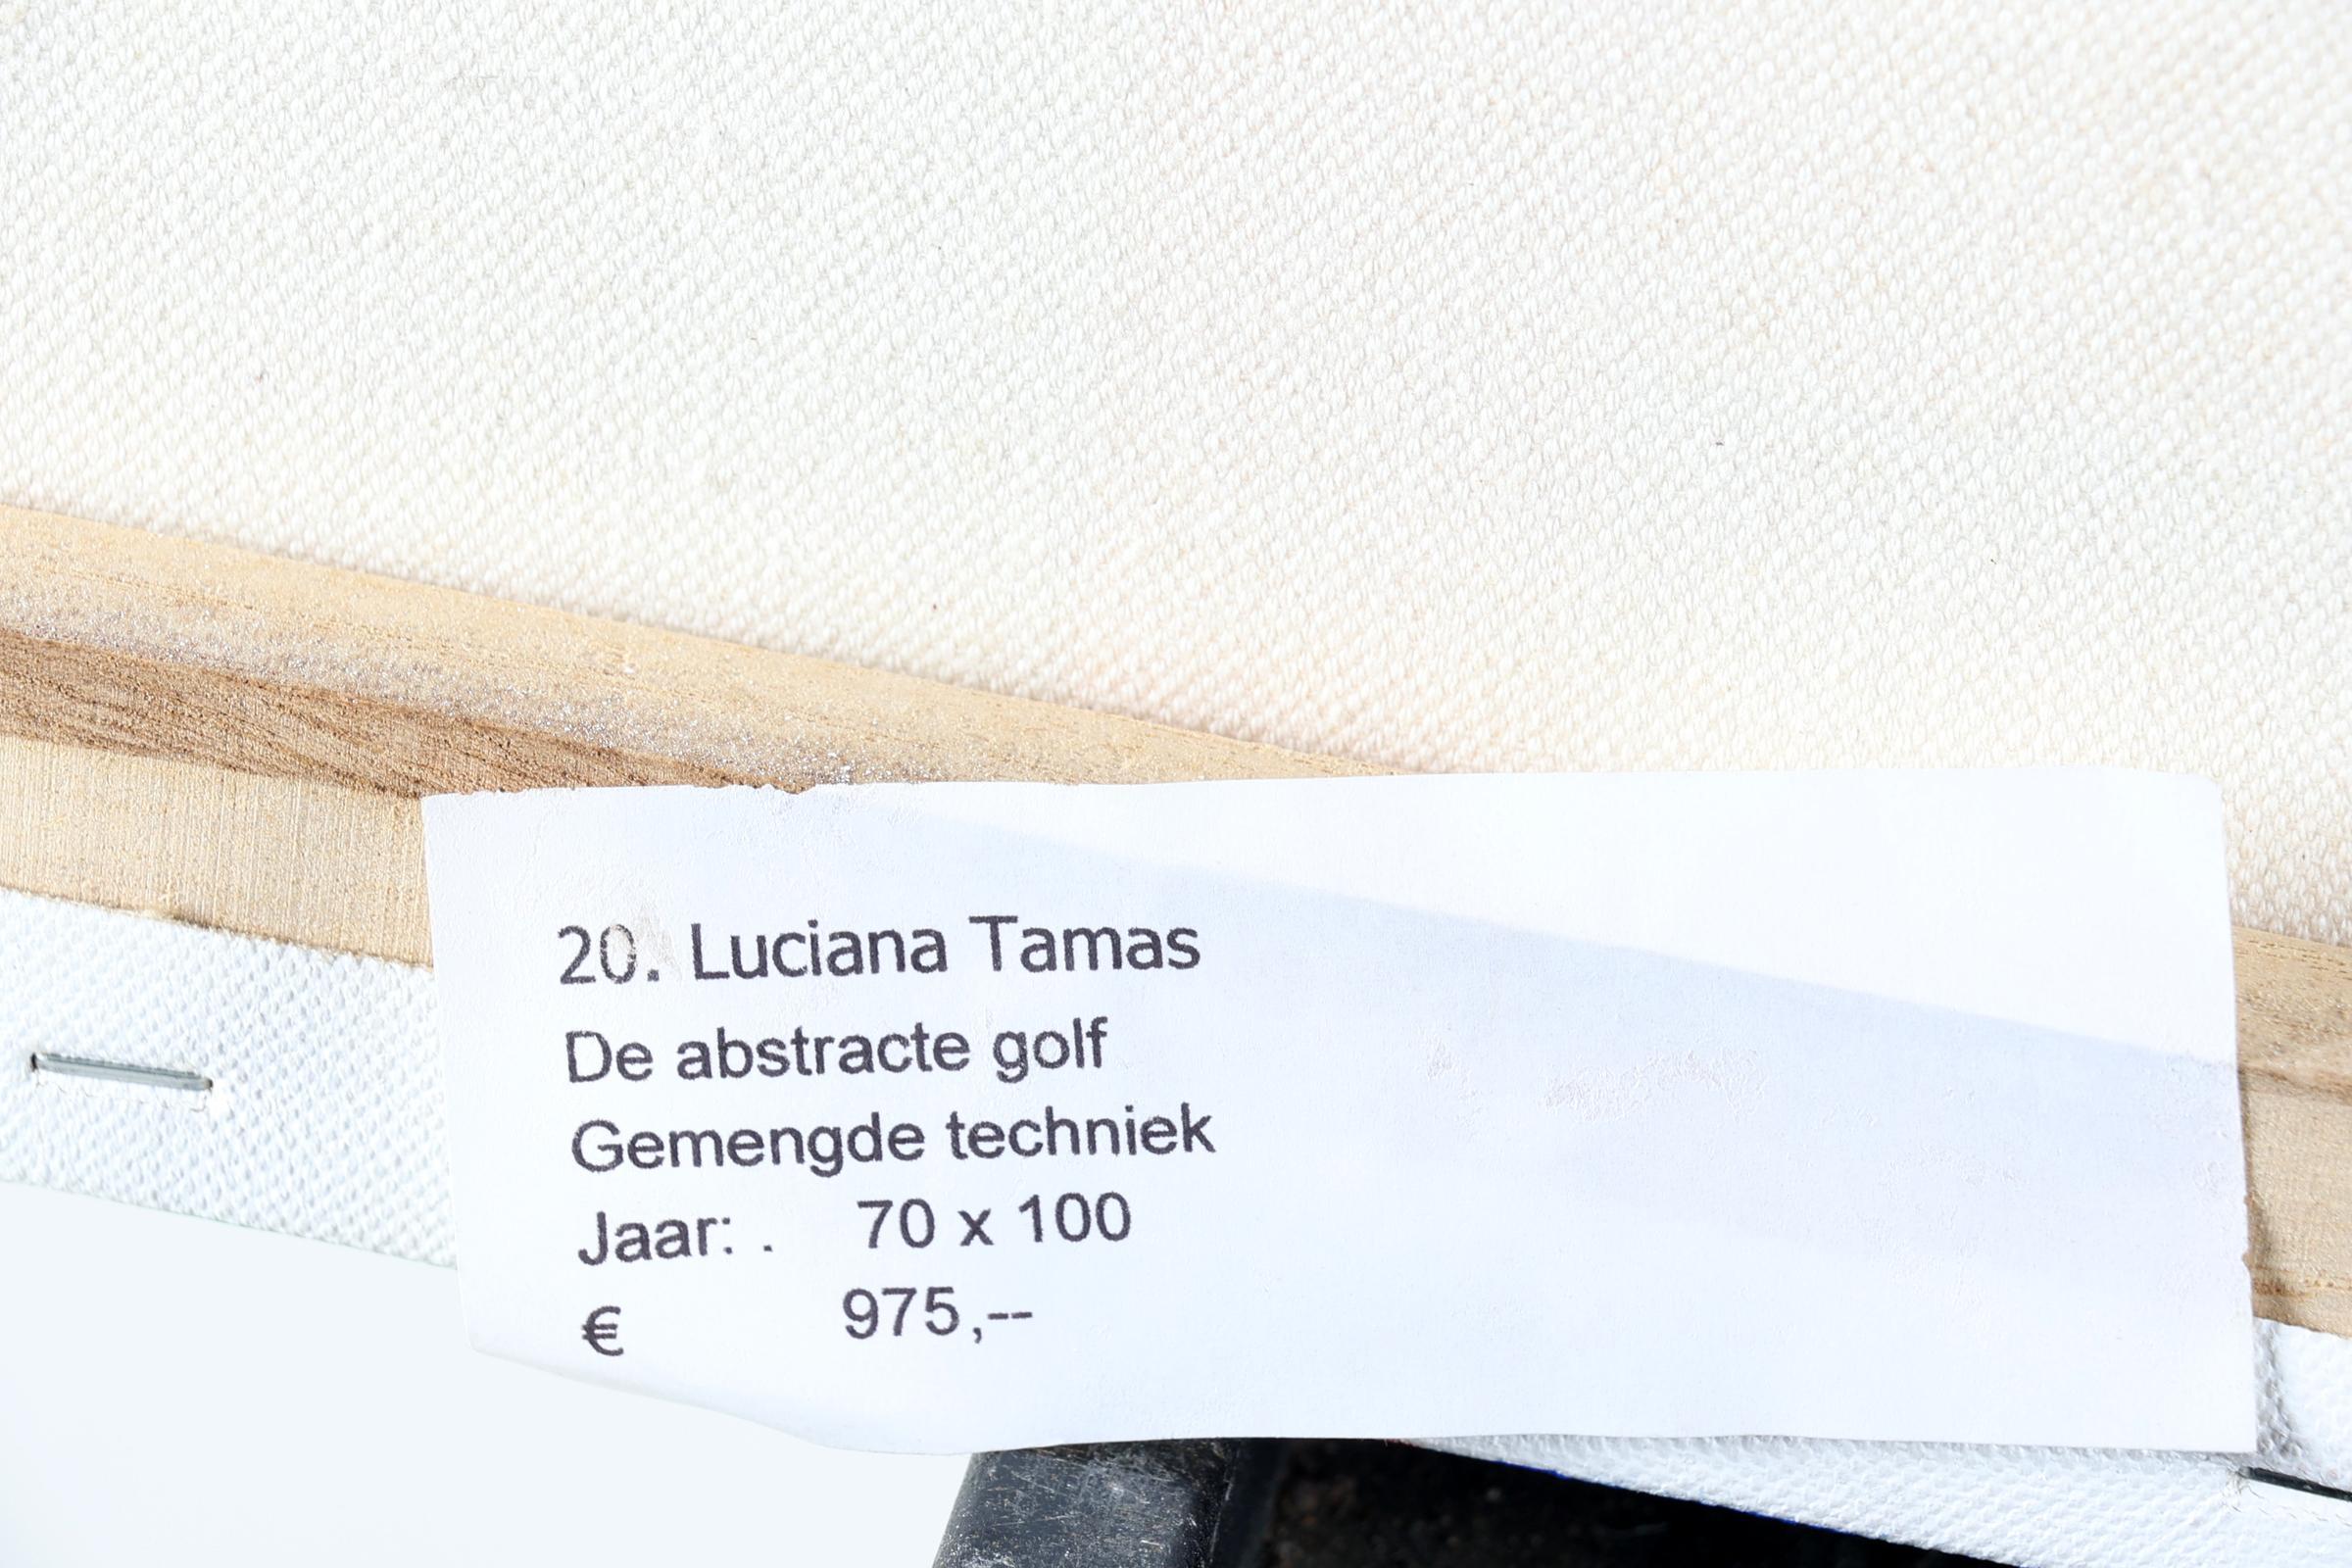 20. Luciana Tamas
De abstracte golf
Gemengde techniek
Jaar: . 70 x 100
€ 975,--